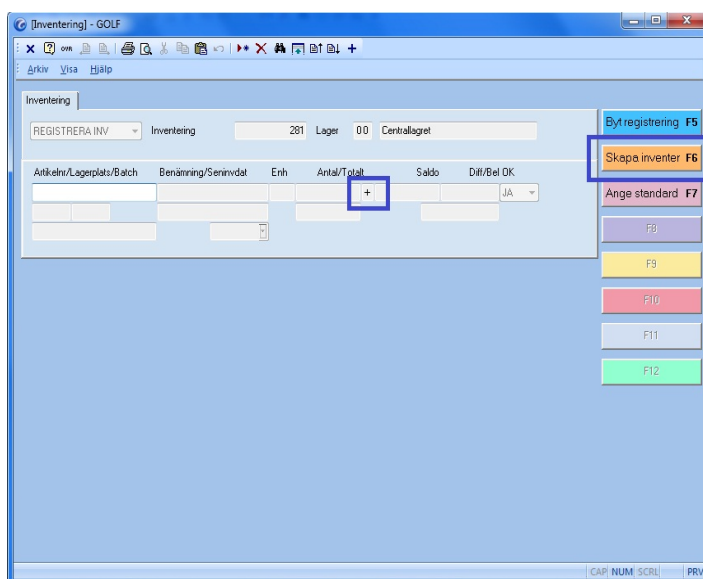 [Inventering] - GOLF
OVR
Arkiv Visa Hjälp
Inventering
REGISTRERA INV Inventering 281 Lager 00 Centrallagret
Artikelnr/Lagerplats/Batch Benämning/Seninvdat Enh Antal/Totalt Saldo Diff/Bel OK
+ JA
Byt registrering F5
Skapa inventer F6
Ange standard F7
F8
F9
F10
F11
F12
CAP NUM SCRL PRV